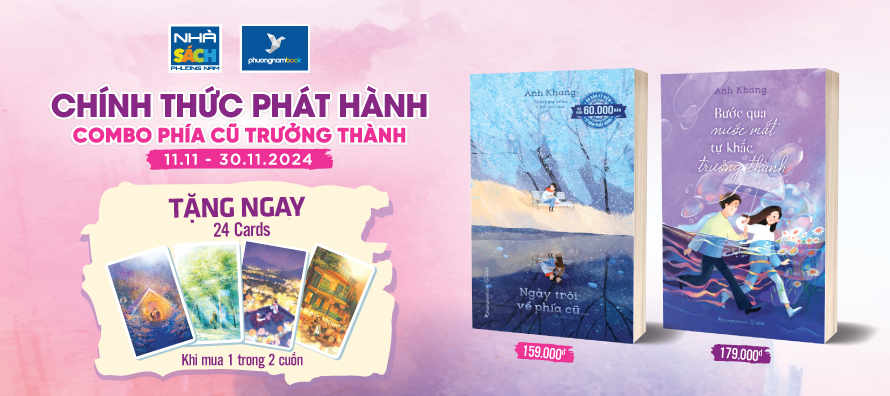 NHÀ
SÁCH
PHƯƠNG NAM
phuongnambook
CHÍNH THỨC PHÁT HÀNH
COMBO PHÍA CŨ TRƯỞNG THÀNH
11.11 - 30.11.2024
TẶNG NGAY
24 Cards
Khi mua 1 trong 2 cuốn
Anh Khang
60.000
Ngày trôi
về phía cũ...
159.000đ
Anh Khang
Bước qua
nước mắt
tự khắc
trưởng thành
179.000đ